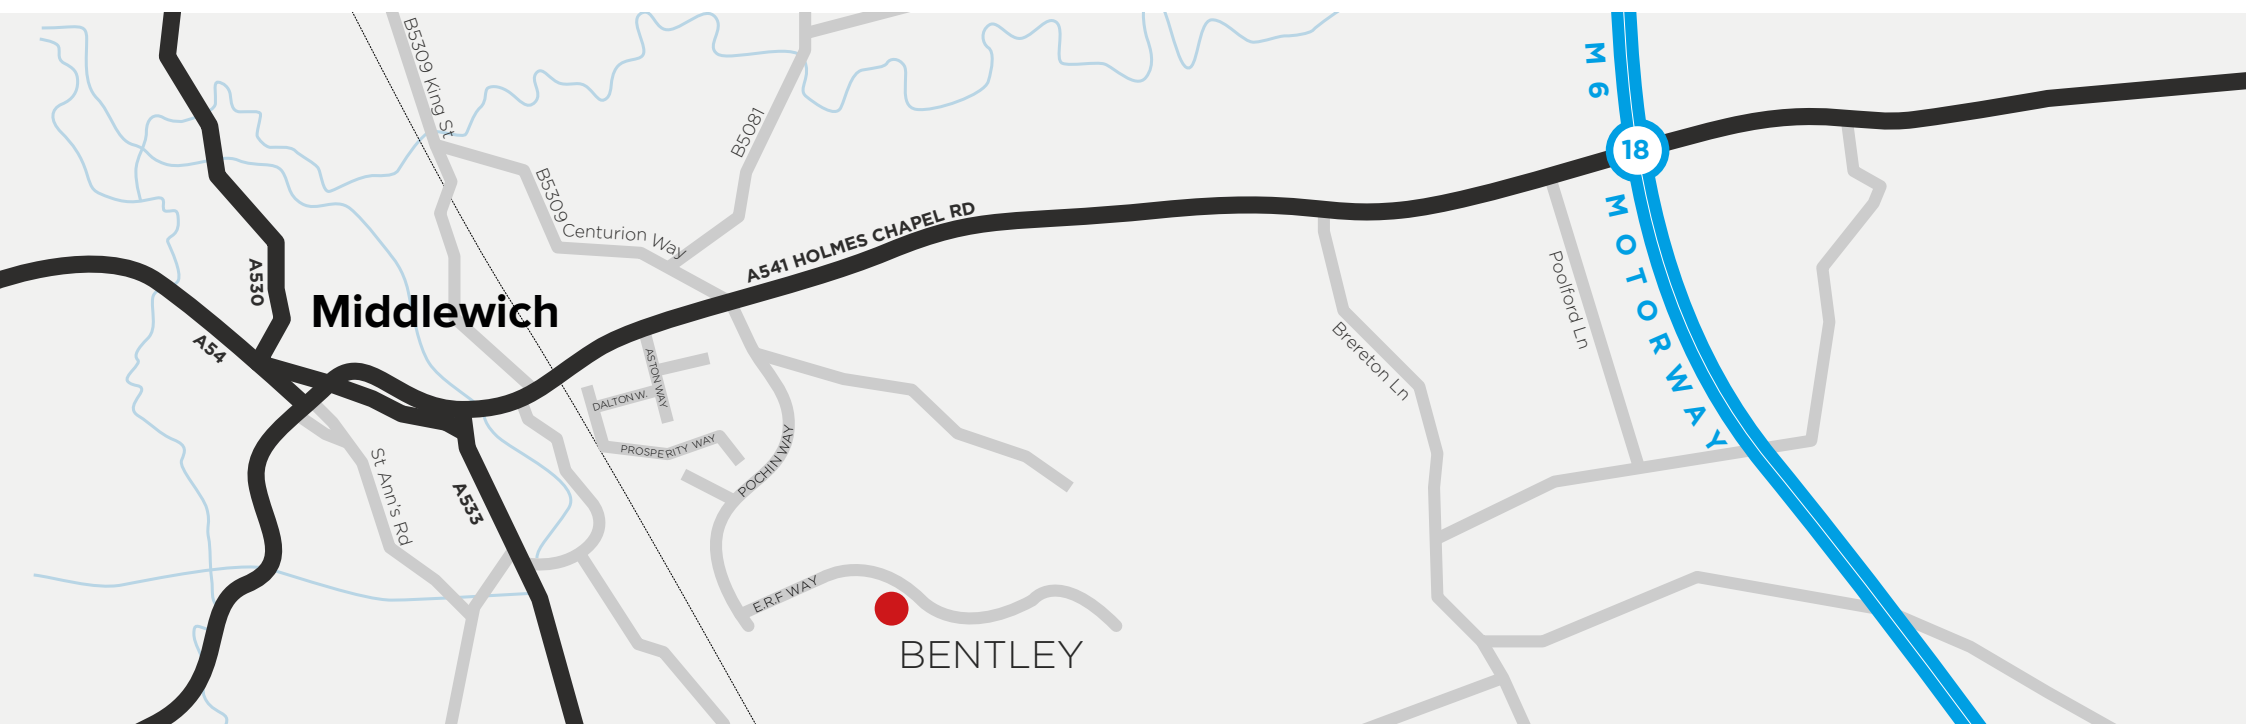 B5309 King St
M6
18
B5081
B5309
Centurion Way
A541 HOLMES CHAPEL RD
MOTORWAY
A530
Middlewich
A54
Poolford Ln
Brereton Ln
ASTON WAY
DALTON W.
PROSPERITY WAY
POCHIN WAY
St Ann's Rd
A533
E.R.F WAY
BENTLEY